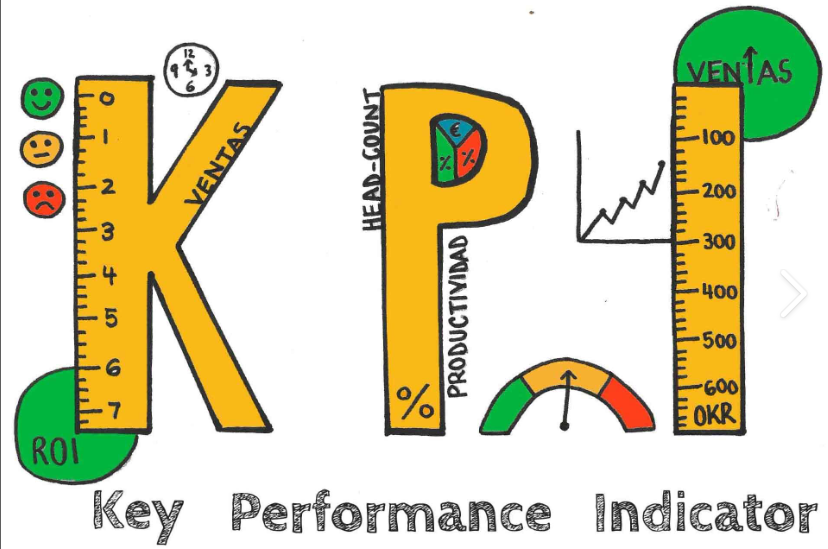 KPI
12
9 3
6
0
1
2
3
4
5
6
7
VENTAS
ROI
HEAD-COUNT
€
% %
PRODUCTIVIDAD
%
VENTAS
100
200
300
400
500
600
OKR
Key Performance Indicator